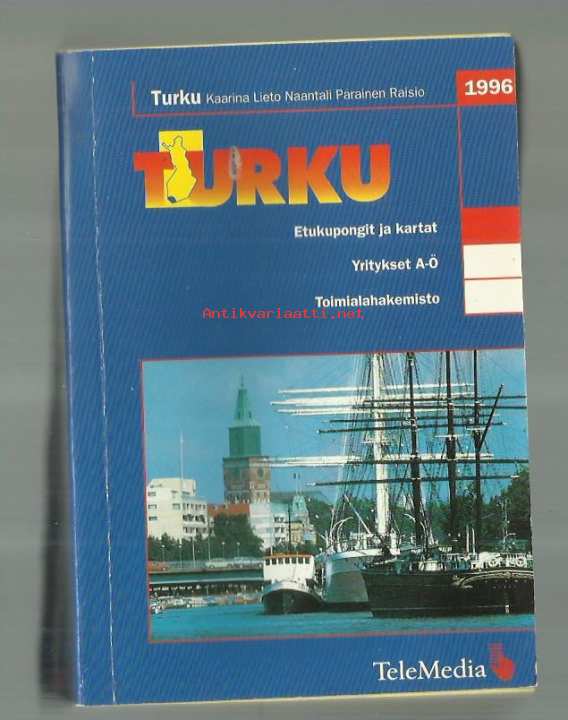 Turku Kaarina Lieto Naantali Parainen Raisio
1996
TURKU
Etukupongit ja kartat
Yritykset A-Ö
Toimialahakemisto
Antikvariaatti.net
TeleMedia